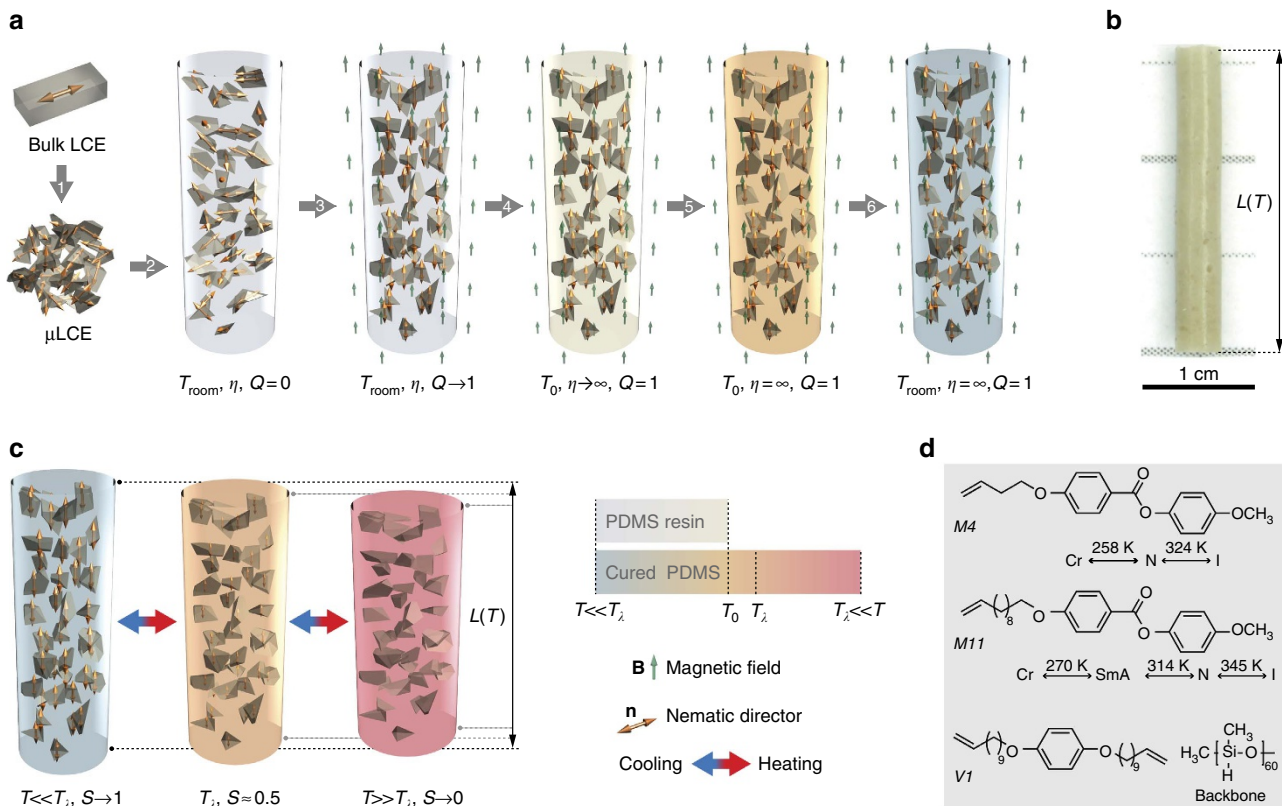 a
Bulk LCE
1
μLCE
2
3
4
5
6
T_room, η, Q = 0
T_room, η, Q→1
T_0, η→∞, Q = 1
T_0, η = ∞, Q = 1
T_room, η = ∞, Q = 1
b
L(T)
1 cm
c
L(T)
T<<T_λ, S→1
T_λ, S≈0.5
T>>T_λ, S→0
PDMS resin
Cured PDMS
T<<T_λ
T_0
T_λ
T_λ<<T
B Magnetic field
n Nematic director
Cooling Heating
d
O
O
O
OCH3
M4
258 K 324 K
Cr N I
8
O
O
O
OCH3
M11
270 K 314 K 345 K
Cr SmA N I
9
O
O
9
V1
CH3
H3C
Si
O
60
H
Backbone